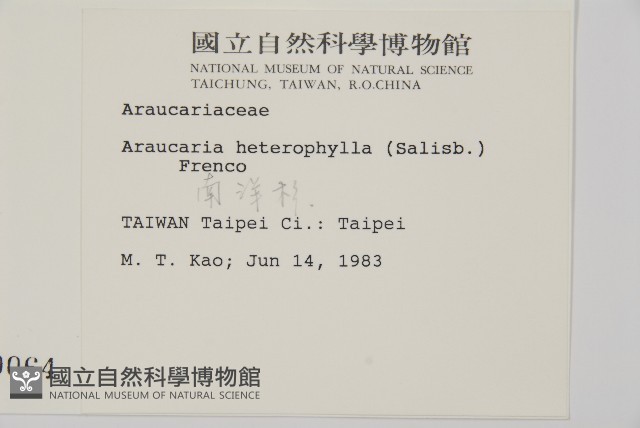 國立自然科學博物館
NATIONAL MUSEUM OF NATURAL SCIENCE
TAICHUNG, TAIWAN, R.O.CHINA
Araucariaceae
Araucaria heterophylla (Salisb.)
Frenco
南洋杉.
TAIWAN Taipei Ci.: Taipei
M. T. Kao; Jun 14, 1983
0064
國立自然科學博物館
NATIONAL MUSEUM OF NATURAL SCIENCE